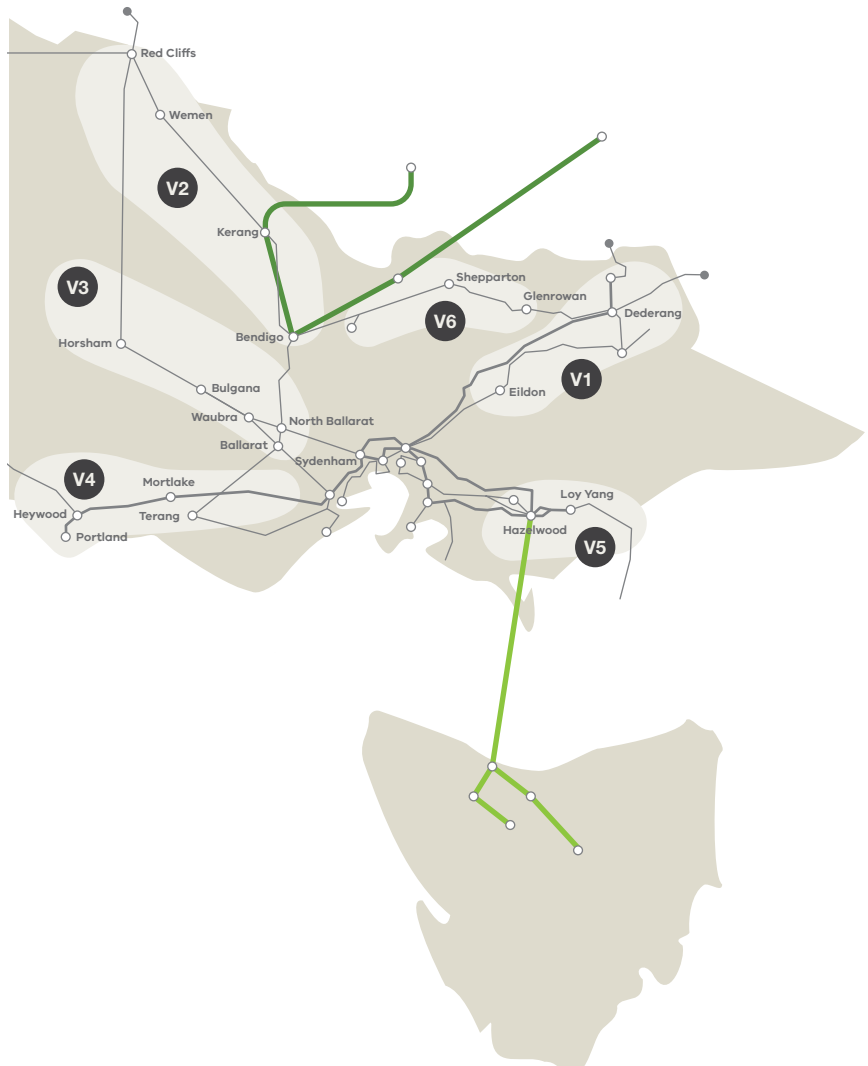 Red Cliffs
Wemen
V2
Kerang
V3
Shepparton
Glenrowan
Dederang
V6
Bendigo
Horsham
V1
Bulgana
Eildon
Waubra
North Ballarat
Ballarat
Sydenham
V4
Mortlake
Loy Yang
Heywood
Terang
Hazelwood
Portland
V5